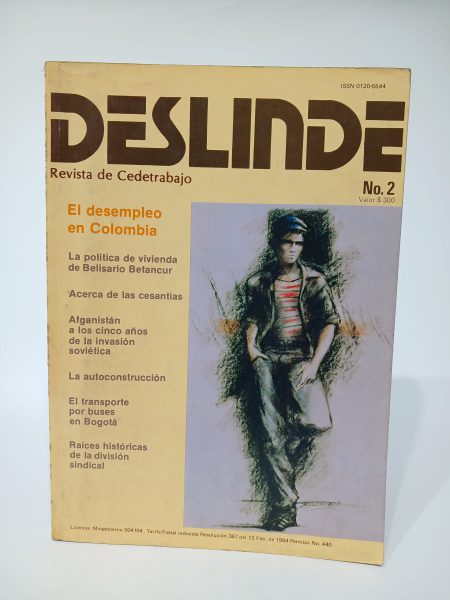 ISSN 0120-5544
DESLINDE
Revista de Cedetrabajo
No. 2
Valor $ 300
El desempleo
en Colombia
La política de vivienda
de Belisario Betancur
Acerca de las cesantías
Afganistán
a los cinco años
de la invasión
soviética
La autoconstrucción
El transporte
por buses
en Bogotá
Raíces históricas
de la división
sindical
Licencia Mingobierno 004194 Tarifa Postal reducida Resolución 367 del 13 Feb. de 1984 Permiso No. 440